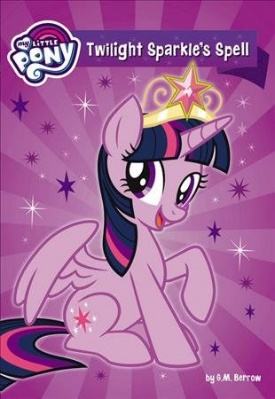 my LITTLE
PONY
Twilight Sparkle's Spell
by G.M. Berrow